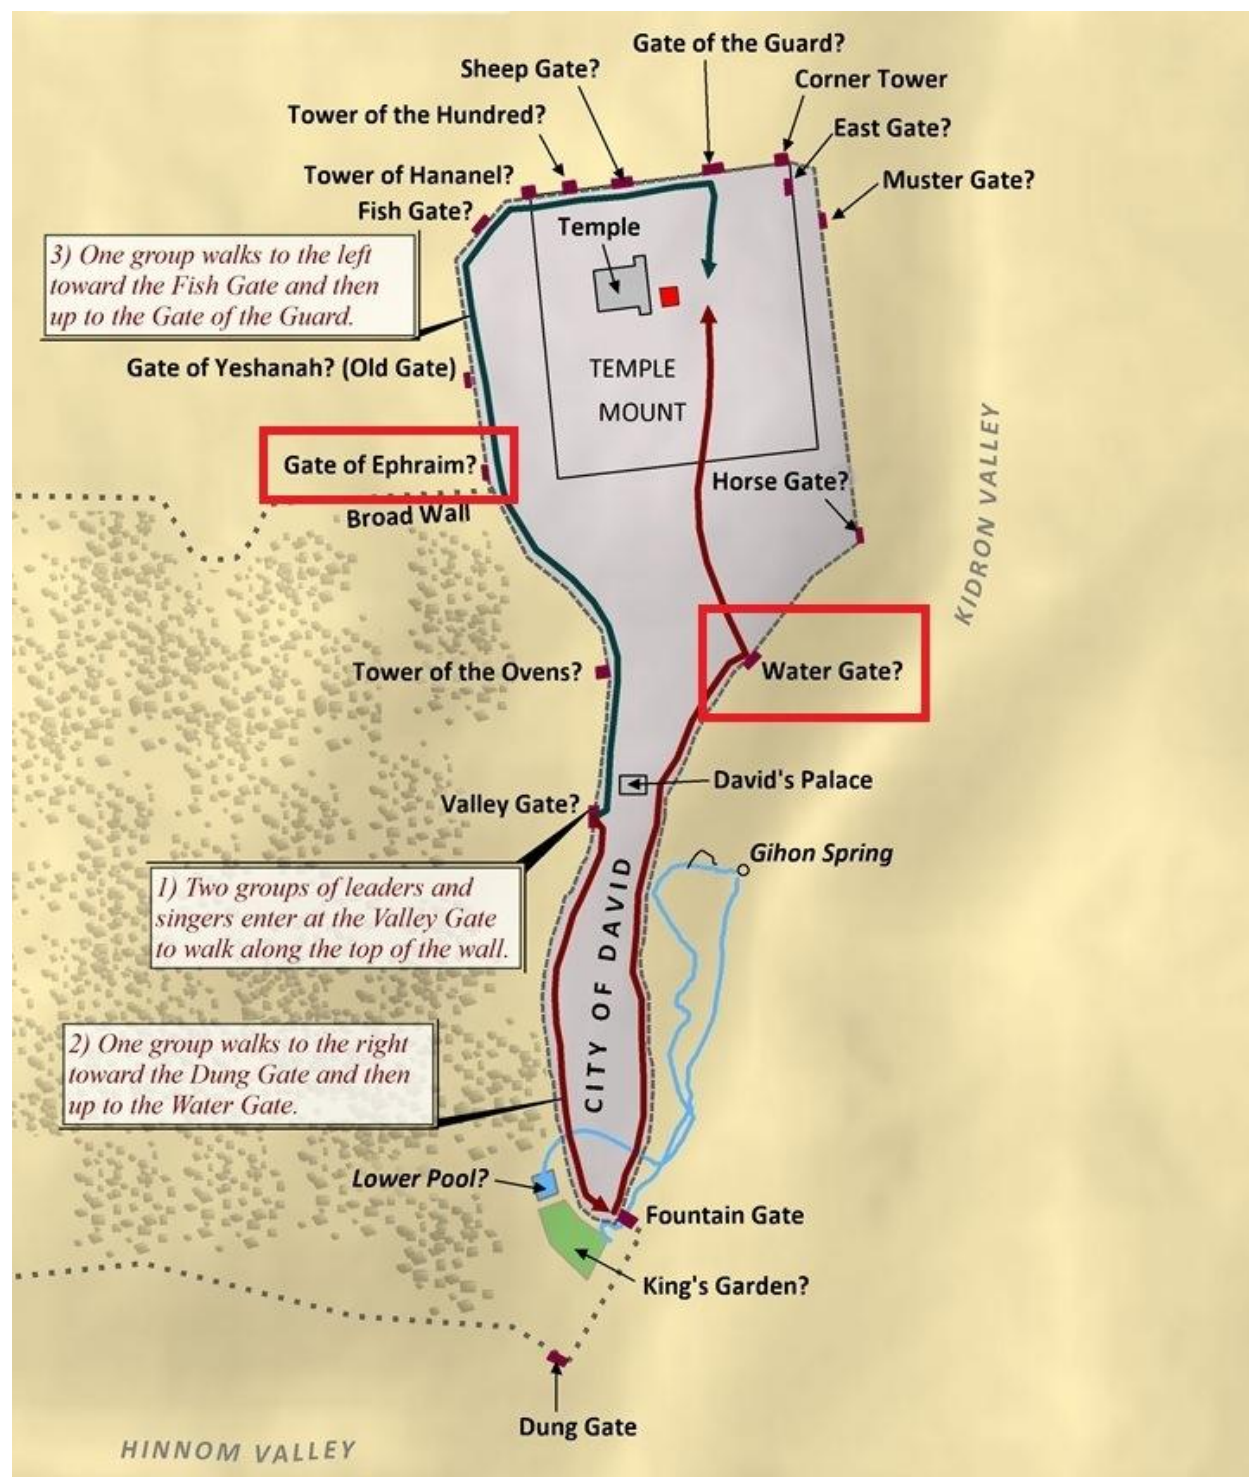 Gate of the Guard?
Sheep Gate?
Corner Tower
Tower of the Hundred?
East Gate?
Tower of Hananel?
Muster Gate?
Fish Gate?
Temple
3) One group walks to the left
toward the Fish Gate and then
up to the Gate of the Guard.
Gate of Yeshanah? (Old Gate)
TEMPLE
MOUNT
Gate of Ephraim?
Horse Gate?
Broad Wall
KIDRON VALLEY
Tower of the Ovens?
Water Gate?
David's Palace
Valley Gate?
Gihon Spring
1) Two groups of leaders and
singers enter at the Valley Gate
to walk along the top of the wall.
CITY OF DAVID
2) One group walks to the right
toward the Dung Gate and then
up to the Water Gate.
Lower Pool?
Fountain Gate
King's Garden?
Dung Gate
HINNOM VALLEY